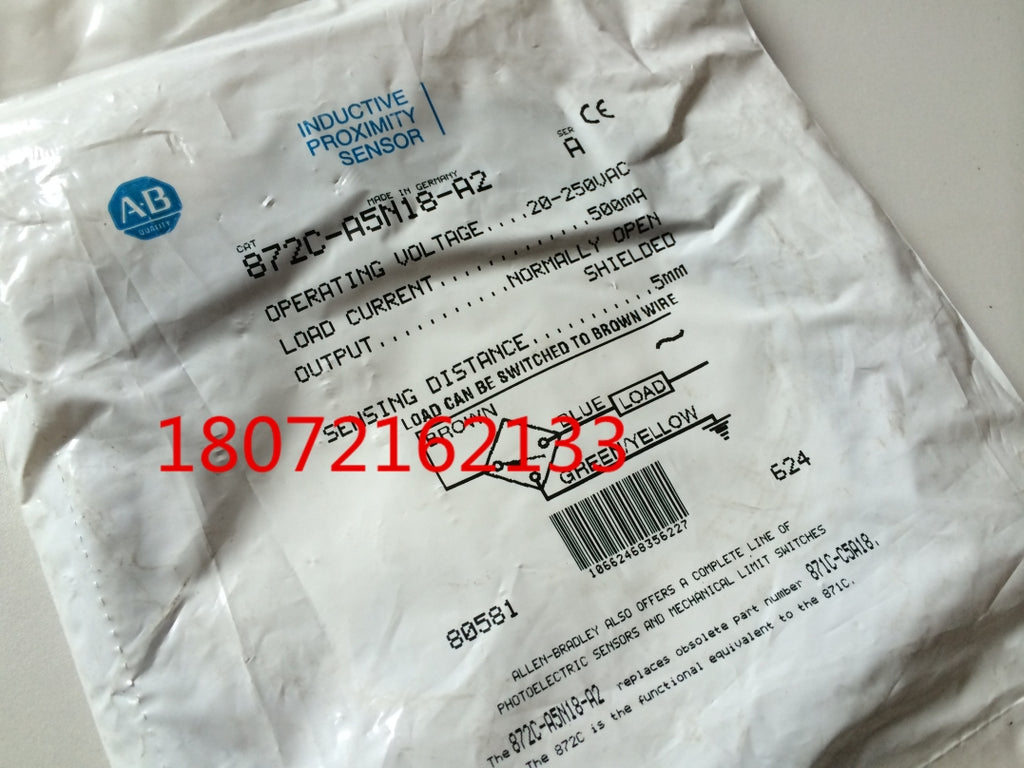 INDUCTIVE
PROXIMITY
SENSOR
CE
SER
A
AB
QUALITY
MADE IN GERMANY
CAT
872C-A5N18-A2
OPERATING VOLTAGE...20-250VAC
LOAD CURRENT...........500mA
OUTPUT..........NORMALLY OPEN
SHIELDED
SENSING DISTANCE..........5mm
LOAD CAN BE SWITCHED TO BROWN WIRE
BROWN
BLUE
LOAD
GREEN/YELLOW
18072162133
10662468356227
624
80581
ALLEN-BRADLEY ALSO OFFERS A COMPLETE LINE OF
PHOTOELECTRIC SENSORS AND MECHANICAL LIMIT SWITCHES
The 872C-A5N18-A2 replaces obsolete part number 871C-C5A18.
The 872C is the functional equivalent to the 871C.